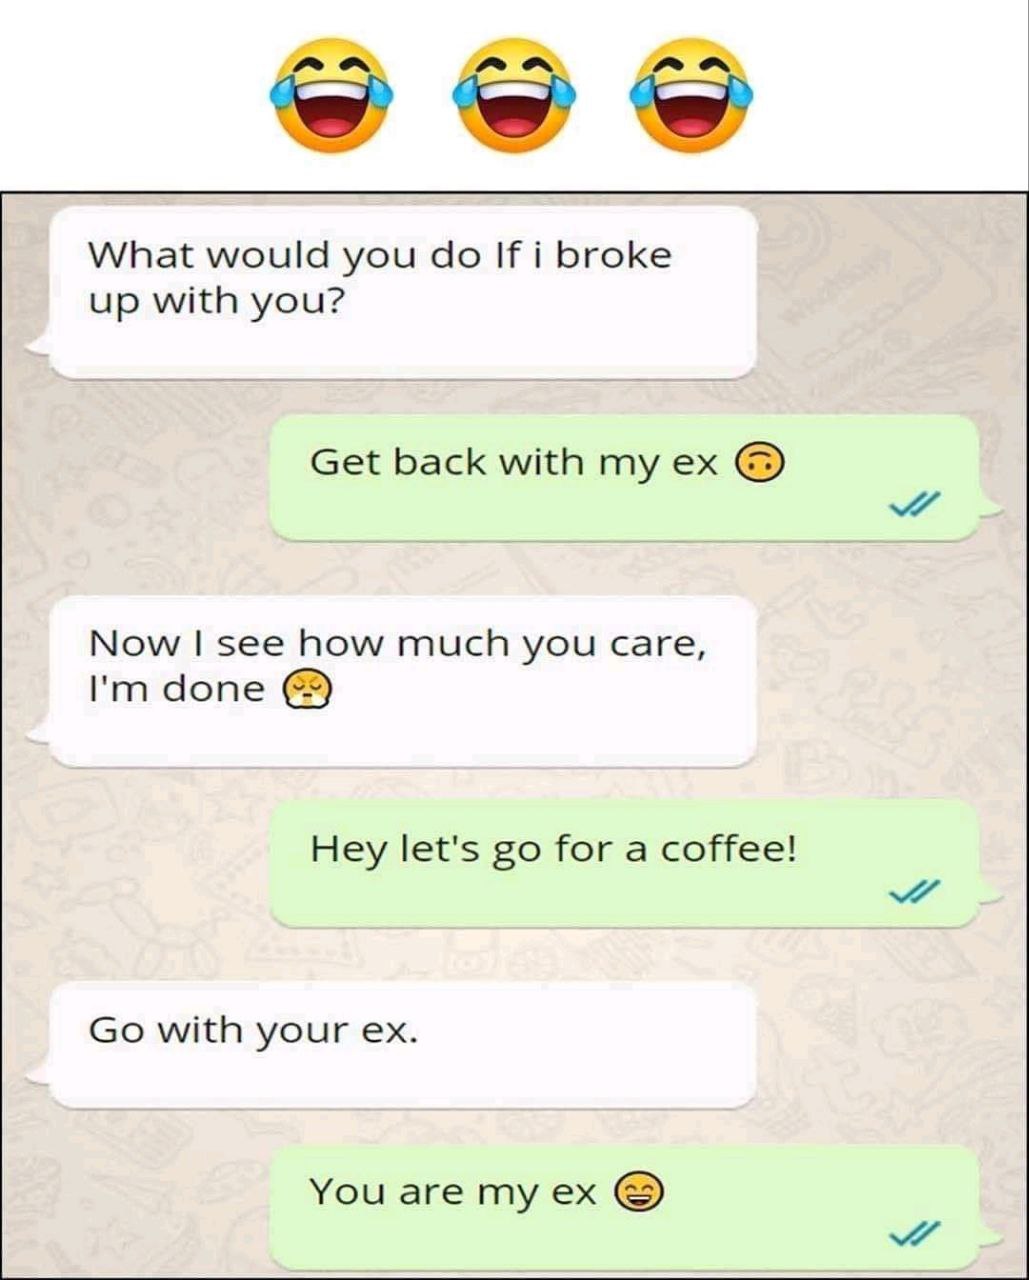 😂 😂 😂
What would you do If i broke
up with you?
Get back with my ex 🙃
Now I see how much you care,
I'm done 😤
Hey let's go for a coffee!
Go with your ex.
You are my ex 😄